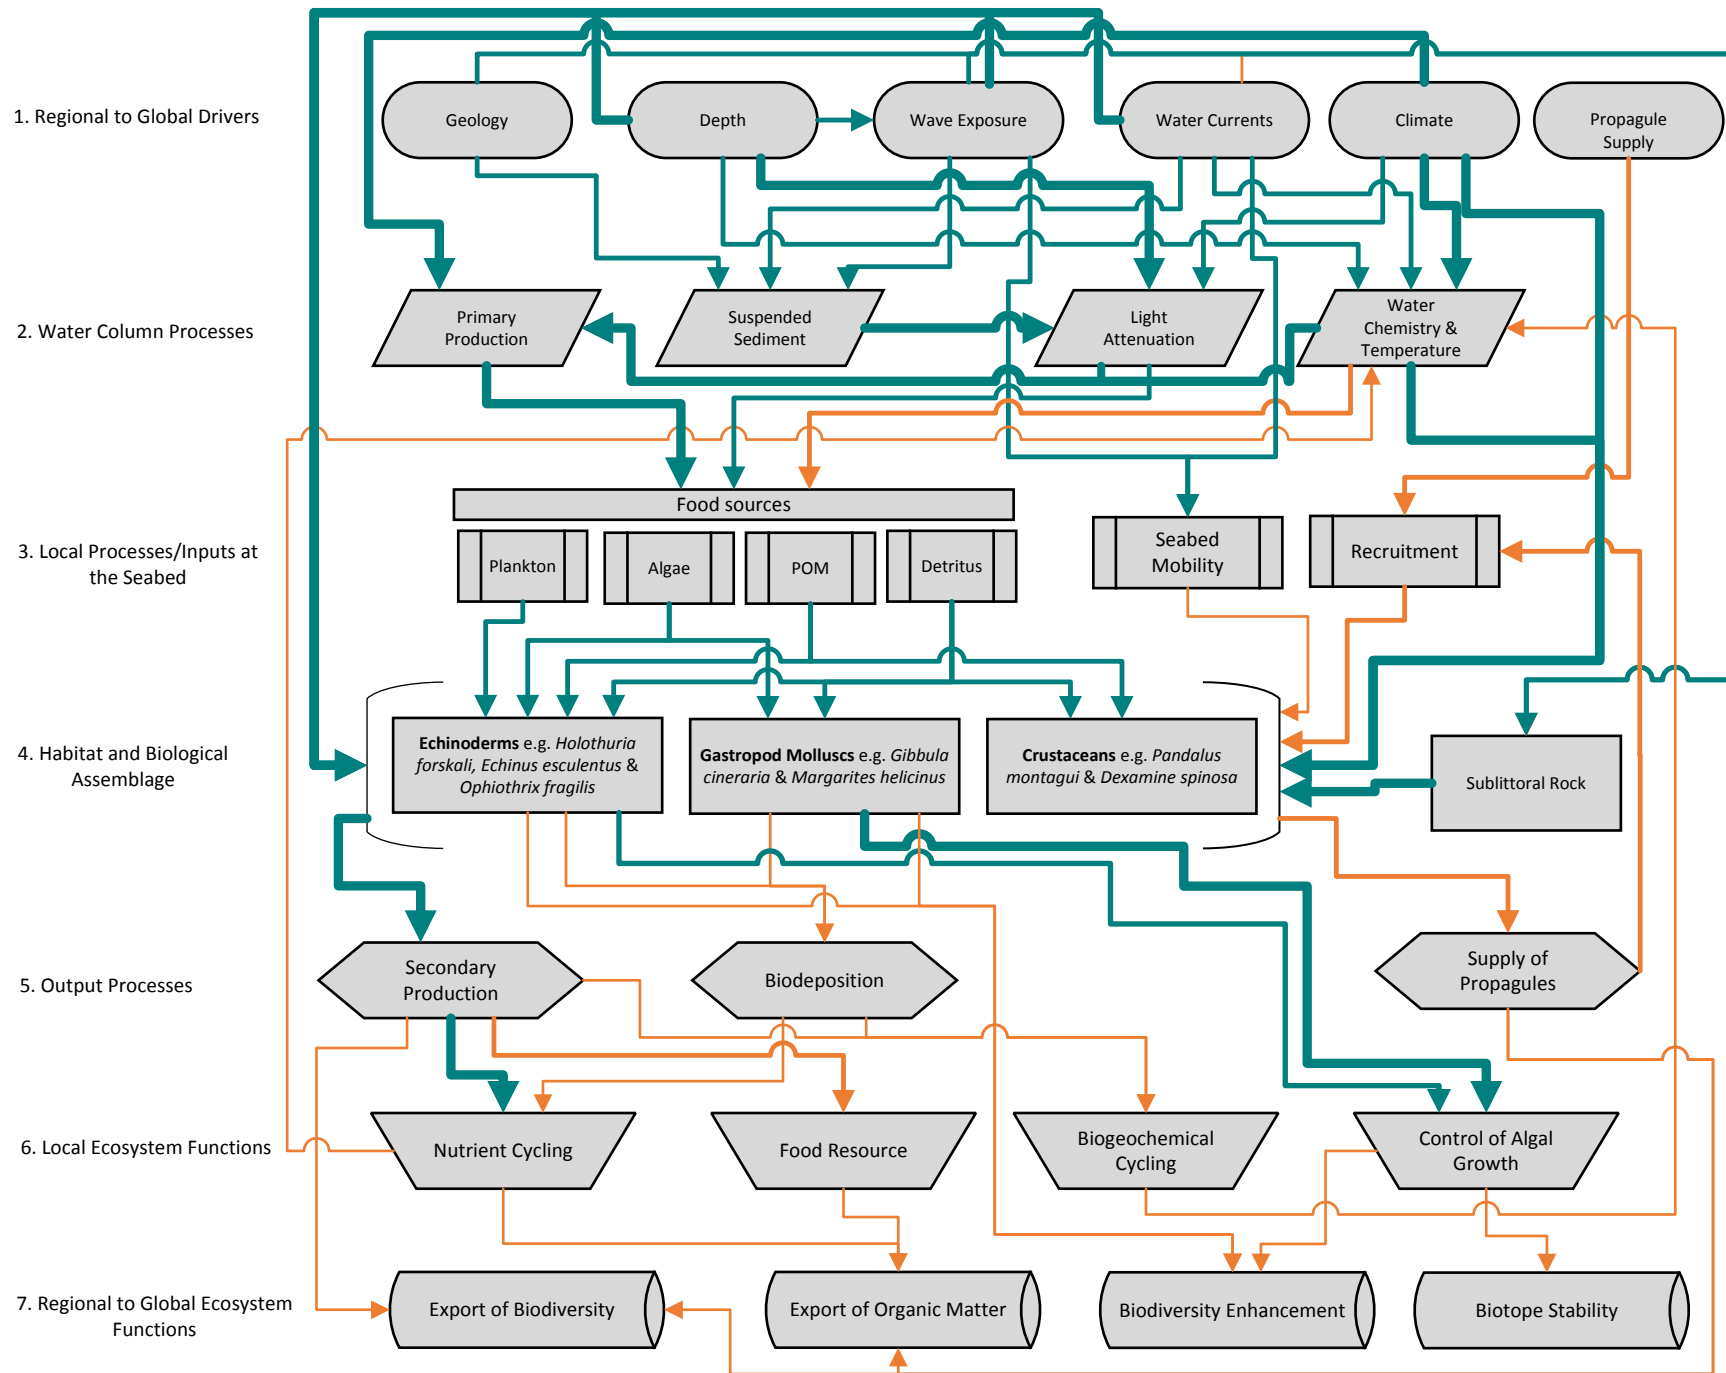 1. Regional to Global Drivers
Geology
Depth
Wave Exposure
Water Currents
Climate
Propagule
Supply
2. Water Column Processes
Primary
Production
Suspended
Sediment
Light
Attenuation
Water
Chemistry &
Temperature
3. Local Processes/Inputs at
the Seabed
Food sources
Plankton
Algae
POM
Detritus
Seabed
Mobility
Recruitment
4. Habitat and Biological
Assemblage
Echinoderms e.g. Holothuria
forskali, Echinus esculentus &
Ophiothrix fragilis
Gastropod Molluscs e.g. Gibbula
cineraria & Margarites helicinus
Crustaceans e.g. Pandalus
montagui & Dexamine spinosa
Sublittoral Rock
5. Output Processes
Secondary
Production
Biodeposition
Supply of
Propagules
6. Local Ecosystem Functions
Nutrient Cycling
Food Resource
Biogeochemical
Cycling
Control of Algal
Growth
7. Regional to Global Ecosystem
Functions
Export of Biodiversity
Export of Organic Matter
Biodiversity Enhancement
Biotope Stability